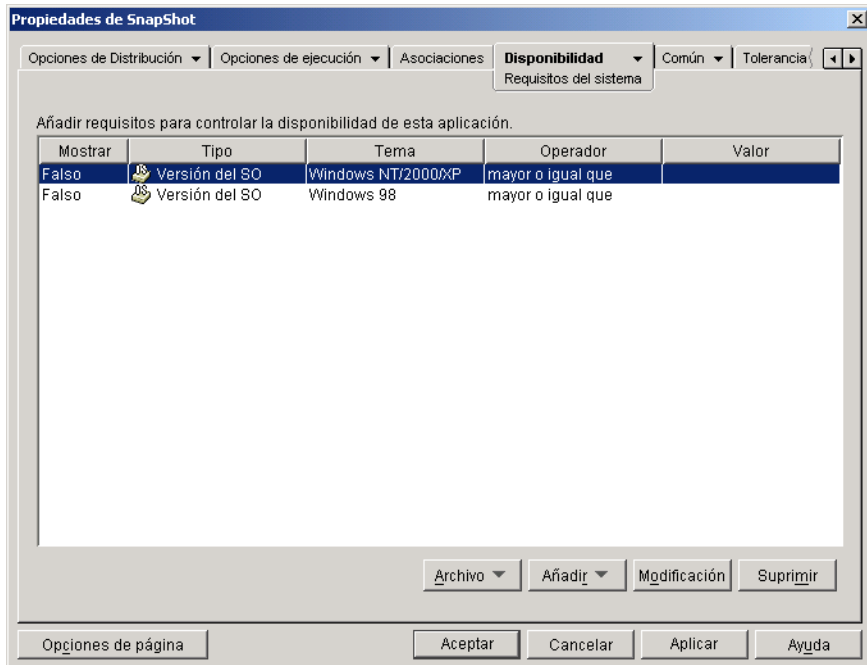 Propiedades de SnapShot
Opciones de Distribución Opciones de ejecución Asociaciones Disponibilidad Común Tolerancia
Requisitos del sistema
Añadir requisitos para controlar la disponibilidad de esta aplicación.
Mostrar Tipo Tema Operador Valor
Falso Versión del SO Windows NT/2000/XP mayor o igual que
Falso Versión del SO Windows 98 mayor o igual que
Archivo Añadir Modificación Suprimir
Opciones de página Aceptar Cancelar Aplicar Ayuda